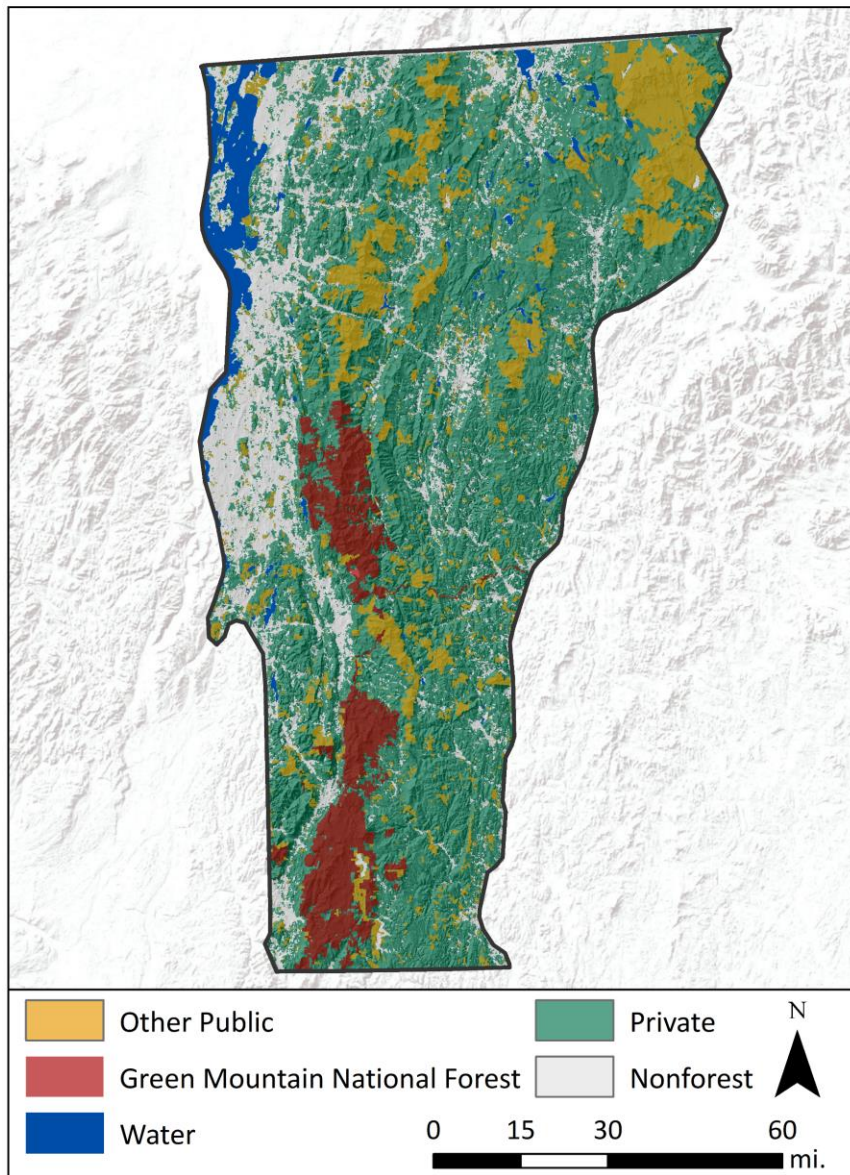 Other Public
Private
N
Green Mountain National Forest
Nonforest
Water
0 15 30 60
mi.